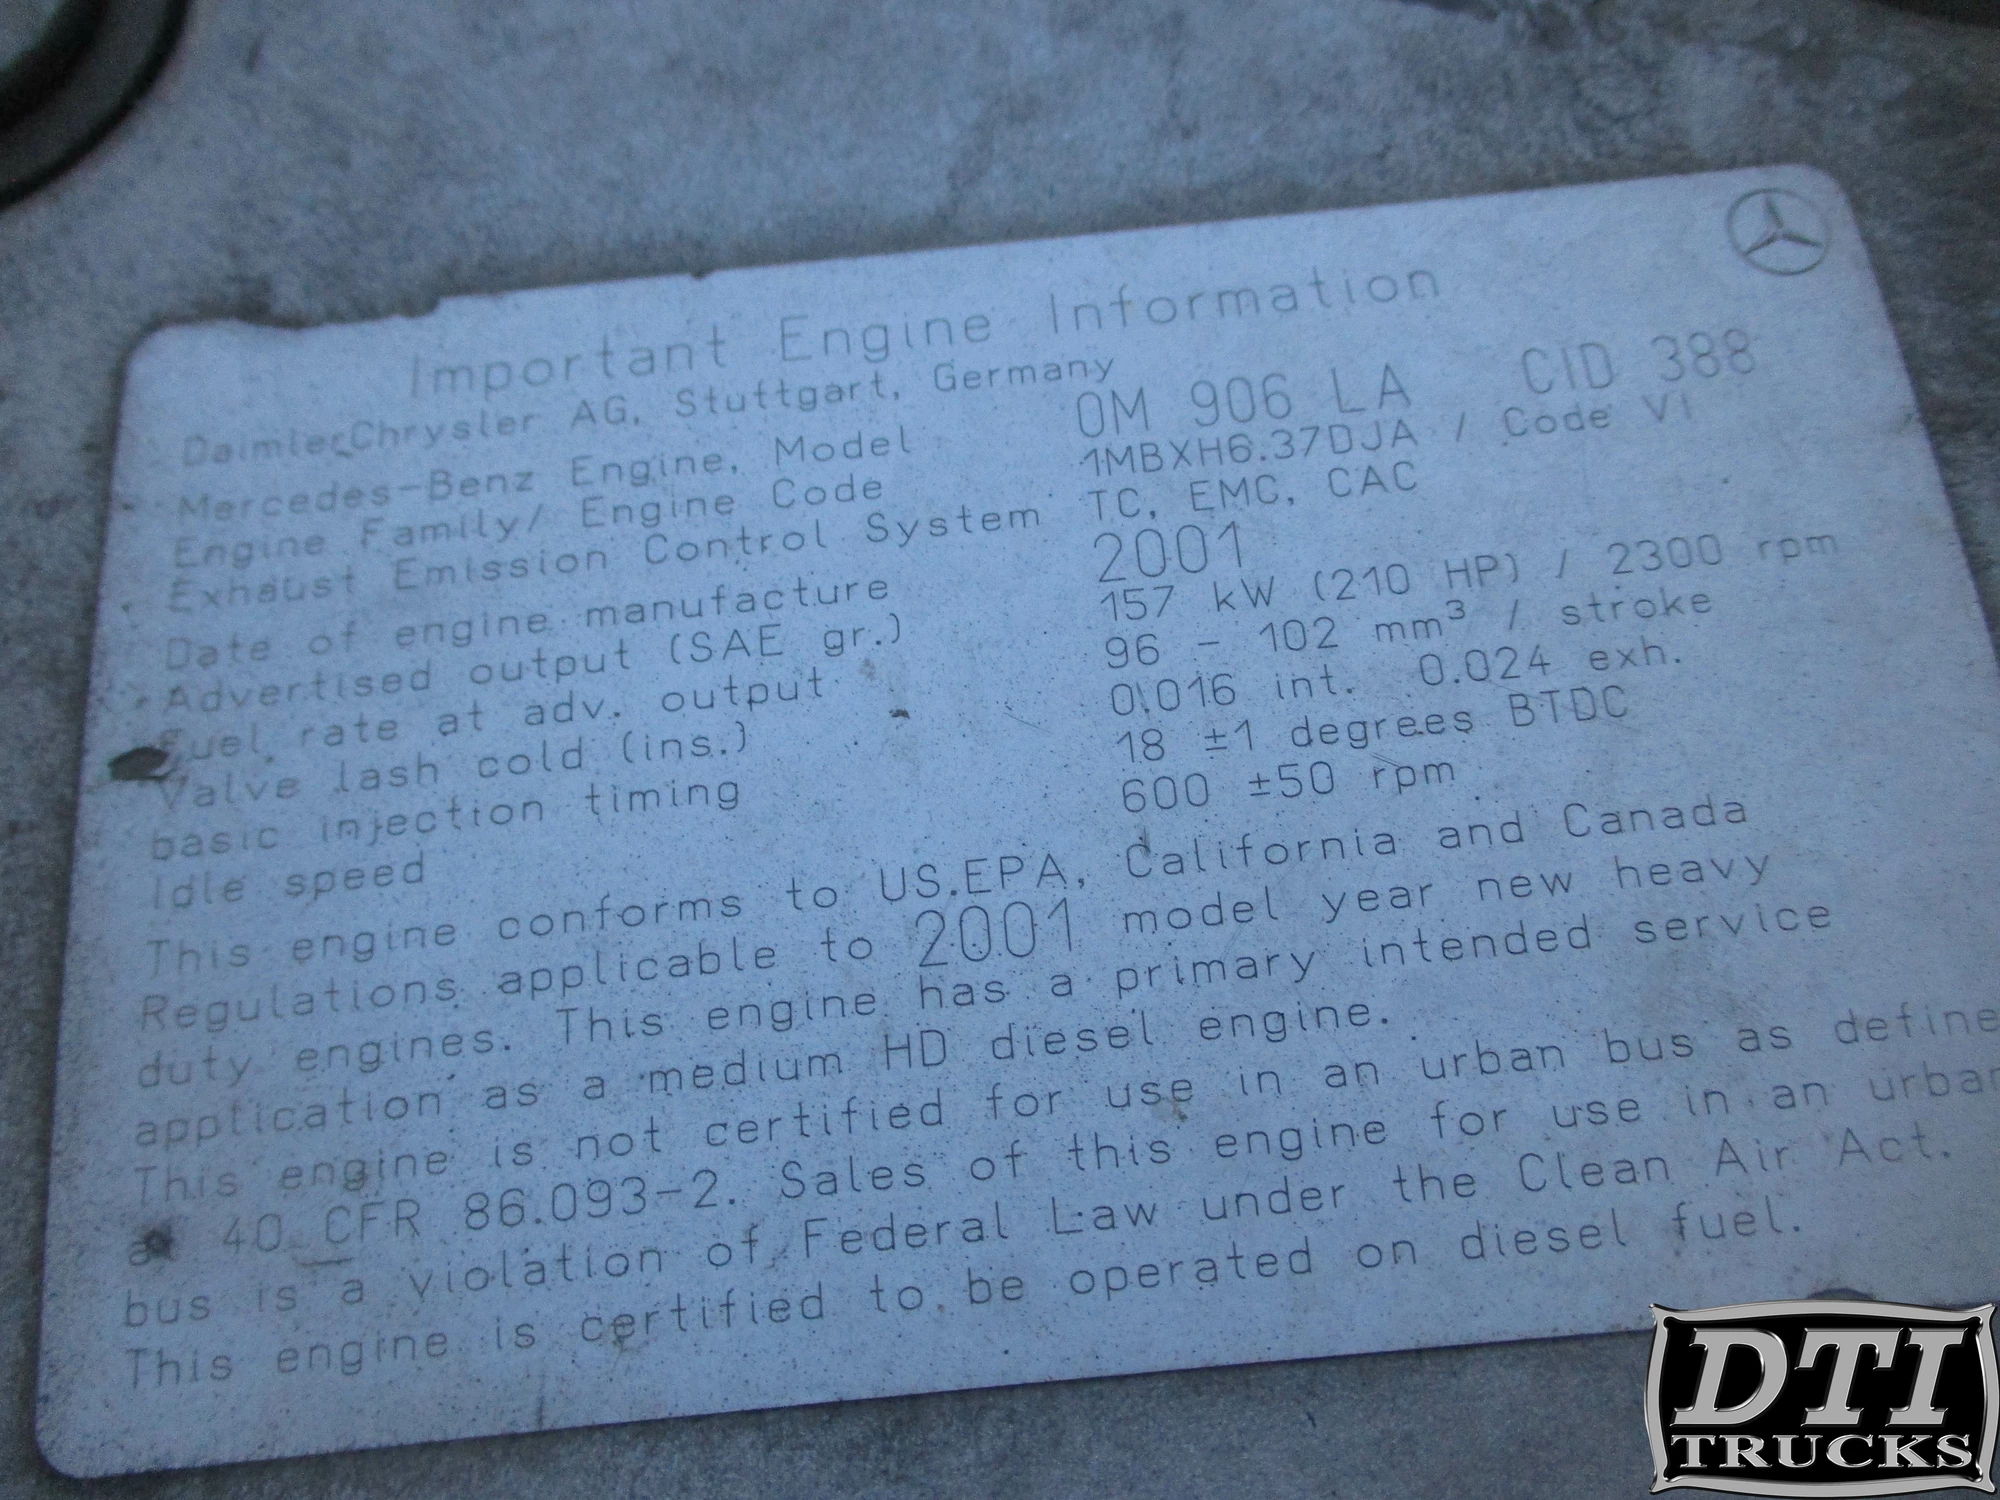 Important Engine Information
DaimlerChrysler AG, Stuttgart, Germany
Mercedes-Benz Engine, Model OM 906 LA CID 388
Engine Family/ Engine Code 1MBXH6.37DJA / Code VI
Exhaust Emission Control System TC, EMC, CAC
Date of engine manufacture 2001
Advertised output (SAE gr.) 157 kW (210 HP) / 2300 rpm
Fuel rate at adv. output 96 - 102 mm³ / stroke
Valve lash cold (ins.) 0.016 int. 0.024 exh.
basic injection timing 18 ±1 degrees BTDC
Idle speed 600 ±50 rpm
This engine conforms to US.EPA, California and Canada
Regulations applicable to 2001 model year new heavy
duty engines. This engine has a primary intended service
application as a medium HD diesel engine.
This engine is not certified for use in an urban bus as define
at 40 CFR 86.093-2. Sales of this engine for use in an urban
bus is a violation of Federal Law under the Clean Air Act.
This engine is certified to be operated on diesel fuel.
DTI
TRUCKS